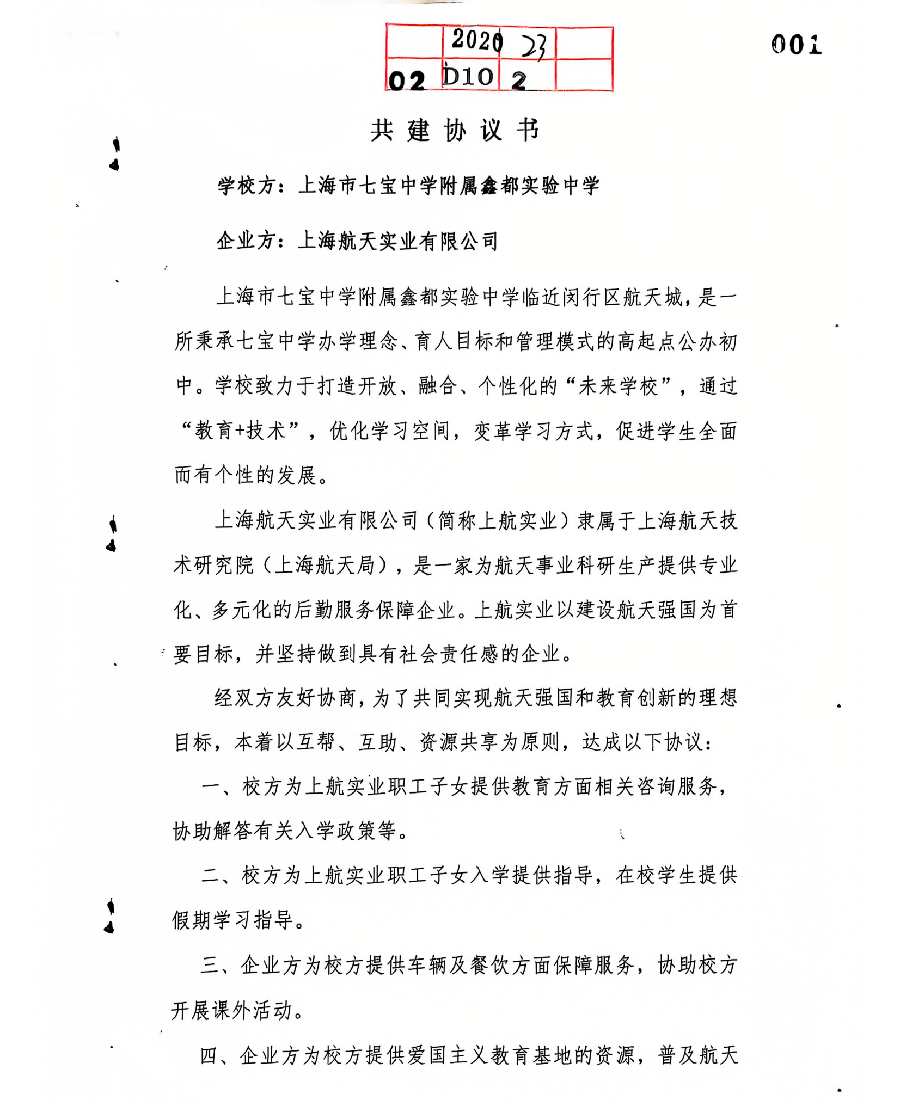 001
2020 23
02 D10 2
共建协议书
学校方：上海市七宝中学附属鑫都实验中学
企业方：上海航天实业有限公司
上海市七宝中学附属鑫都实验中学临近闵行区航天城，是一
所秉承七宝中学办学理念、育人目标和管理模式的高起点公办初
中。学校致力于打造开放、融合、个性化的“未来学校”，通过
“教育+技术”，优化学习空间，变革学习方式，促进学生全面
而有个性的发展。
上海航天实业有限公司（简称上航实业）隶属于上海航天技
术研究院（上海航天局），是一家为航天事业科研生产提供专业
化、多元化的后勤服务保障企业。上航实业以建设航天强国为首
要目标，并坚持做到具有社会责任感的企业。
经双方友好协商，为了共同实现航天强国和教育创新的理想
目标，本着以互帮、互助、资源共享为原则，达成以下协议：
一、校方为上航实业职工子女提供教育方面相关咨询服务，
协助解答有关入学政策等。
二、校方为上航实业职工子女入学提供指导，在校学生提供
假期学习指导。
三、企业方为校方提供车辆及餐饮方面保障服务，协助校方
开展课外活动。
四、企业方为校方提供爱国主义教育基地的资源，普及航天